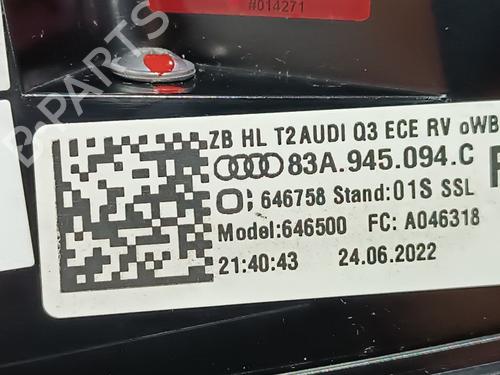 #014271
ZB HL T2AUDI Q3 ECE RV oWB
83A.945.094.C
646758 Stand:01S SSL
Model:646500 FC: A046318
21:40:43 24.06.2022
B-PARTS